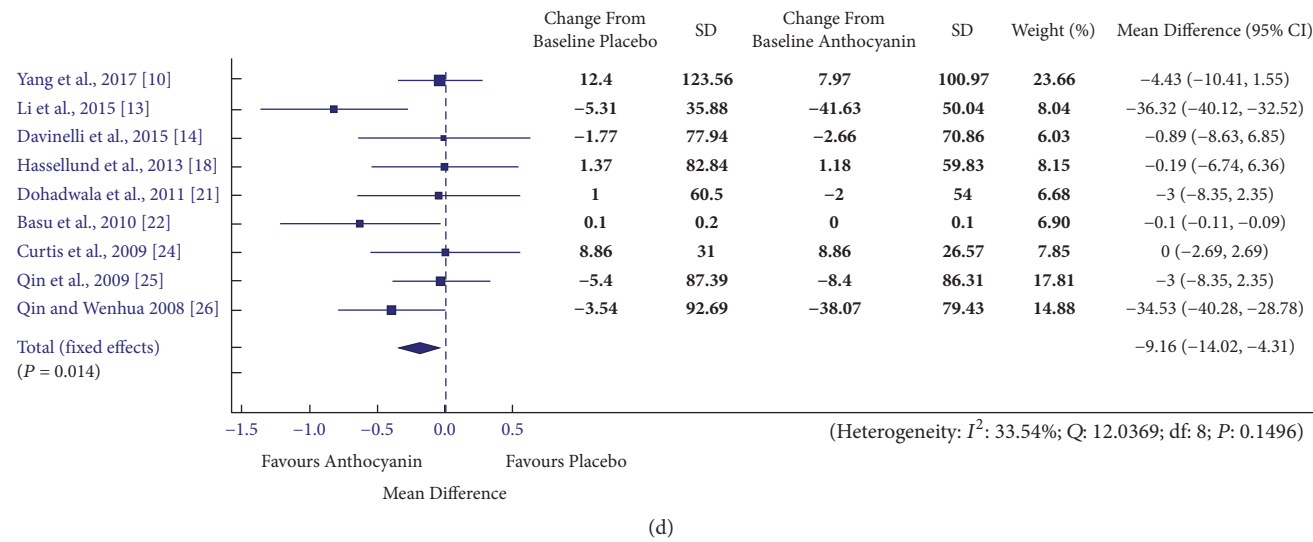 Change From Baseline Placebo SD Change From Baseline Anthocyanin SD Weight (%) Mean Difference (95% CI)
Yang et al., 2017 [10] 12.4 123.56 7.97 100.97 23.66 −4.43 (−10.41, 1.55)
Li et al., 2015 [13] −5.31 35.88 −41.63 50.04 8.04 −36.32 (−40.12, −32.52)
Davinelli et al., 2015 [14] −1.77 77.94 −2.66 70.86 6.03 −0.89 (−8.63, 6.85)
Hassellund et al., 2013 [18] 1.37 82.84 1.18 59.83 8.15 −0.19 (−6.74, 6.36)
Dohadwala et al., 2011 [21] 1 60.5 −2 54 6.68 −3 (−8.35, 2.35)
Basu et al., 2010 [22] 0.1 0.2 0 0.1 6.90 −0.1 (−0.11, −0.09)
Curtis et al., 2009 [24] 8.86 31 8.86 26.57 7.85 0 (−2.69, 2.69)
Qin et al., 2009 [25] −5.4 87.39 −8.4 86.31 17.81 −3 (−8.35, 2.35)
Qin and Wenhua 2008 [26] −3.54 92.69 −38.07 79.43 14.88 −34.53 (−40.28, −28.78)
Total (fixed effects) −9.16 (−14.02, −4.31)
(P = 0.014)
−1.5 −1.0 −0.5 0.0 0.5
(Heterogeneity: I²: 33.54%; Q: 12.0369; df: 8; P: 0.1496)
Favours Anthocyanin Favours Placebo
Mean Difference
(d)